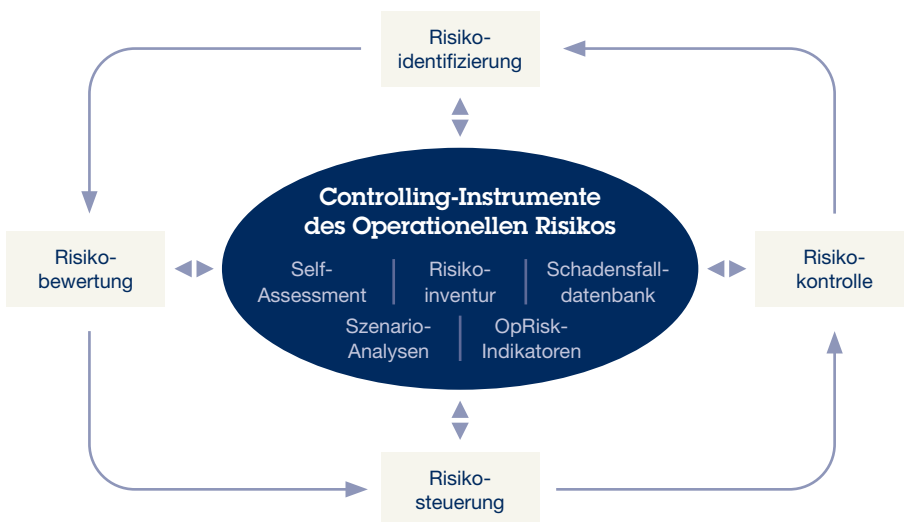 Risiko-
identifizierung
Controlling-Instrumente
des Operationellen Risikos
Risiko-
bewertung
Self-
Assessment
Risiko-
inventur
Schadensfall-
datenbank
Risiko-
kontrolle
Szenario-
Analysen
OpRisk-
Indikatoren
Risiko-
steuerung